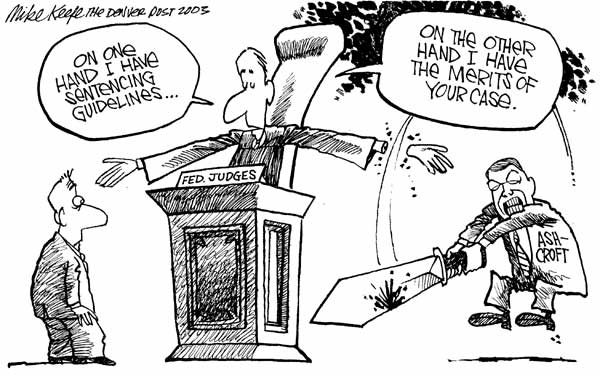 Mike Keefe THE DENVER POST 2003
ON ONE
HAND I HAVE
SENTENCING
GUIDELINES...
ON THE OTHER
HAND I HAVE
THE MERITS OF
YOUR CASE.
FED. JUDGES
ASH-
CROFT